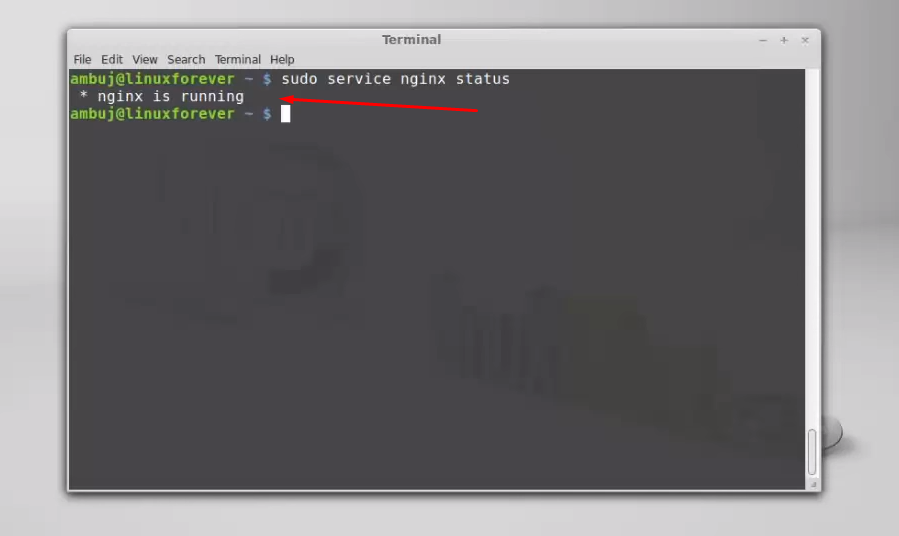 Terminal
File Edit View Search Terminal Help
ambuj@linuxforever ~ $ sudo service nginx status
 * nginx is running
ambuj@linuxforever ~ $